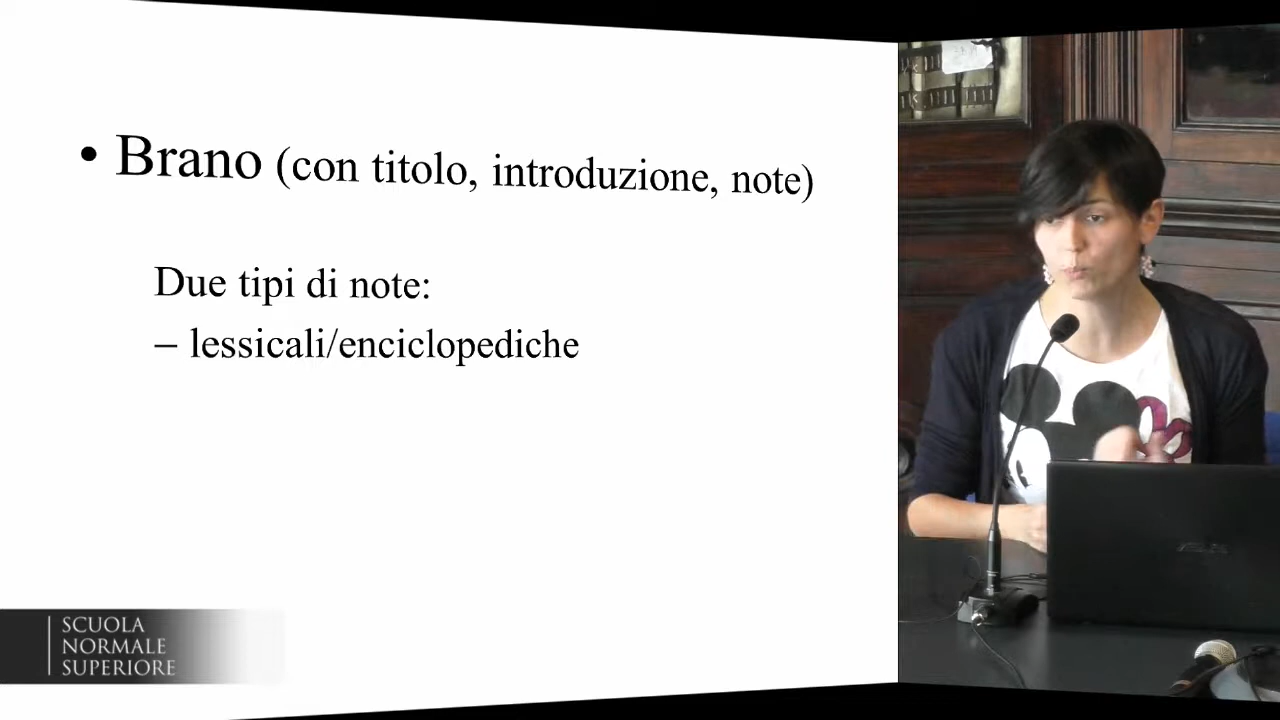 • Brano (con titolo, introduzione, note)
Due tipi di note:
– lessicali/enciclopediche
SCUOLA
NORMALE
SUPERIORE